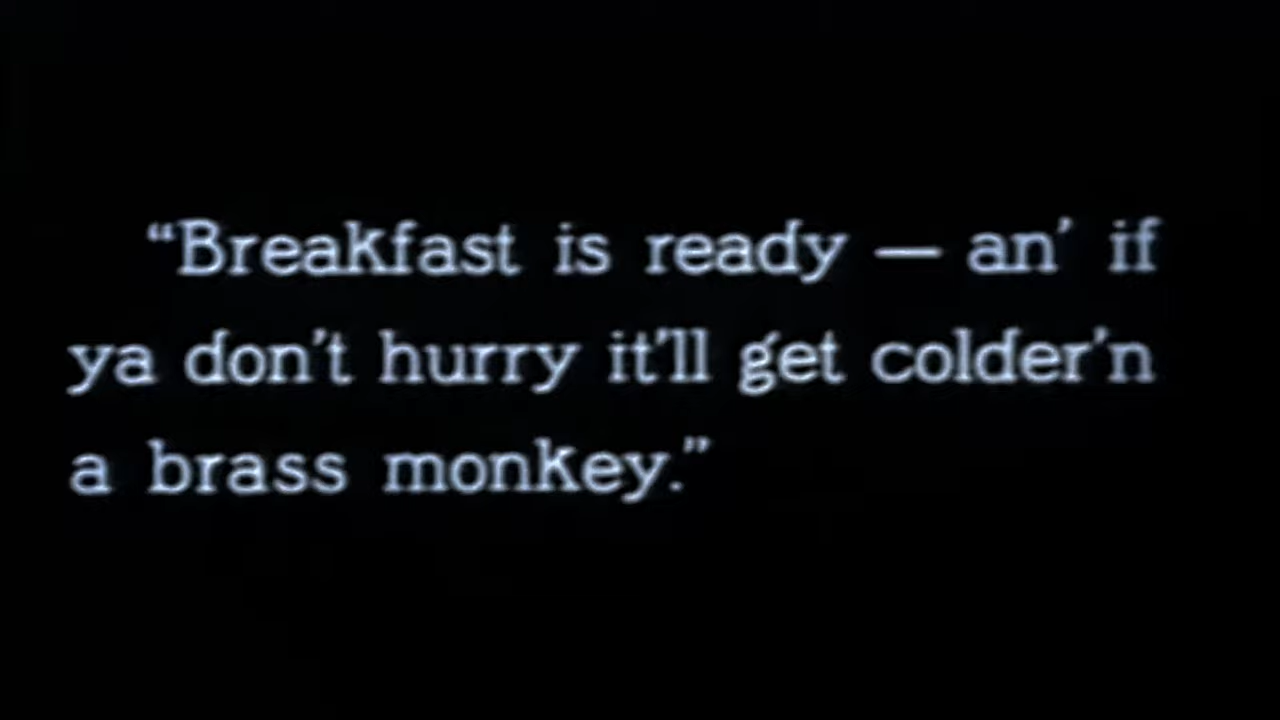 “Breakfast is ready — an’ if
ya don’t hurry it’ll get colder’n
a brass monkey.”